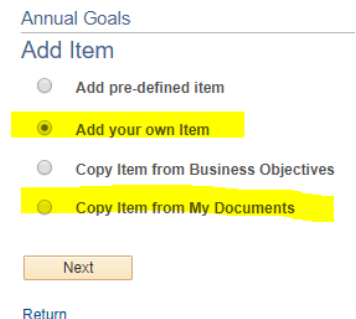 Annual Goals
Add Item
Add pre-defined item
Add your own Item
Copy Item from Business Objectives
Copy Item from My Documents
Next
Return